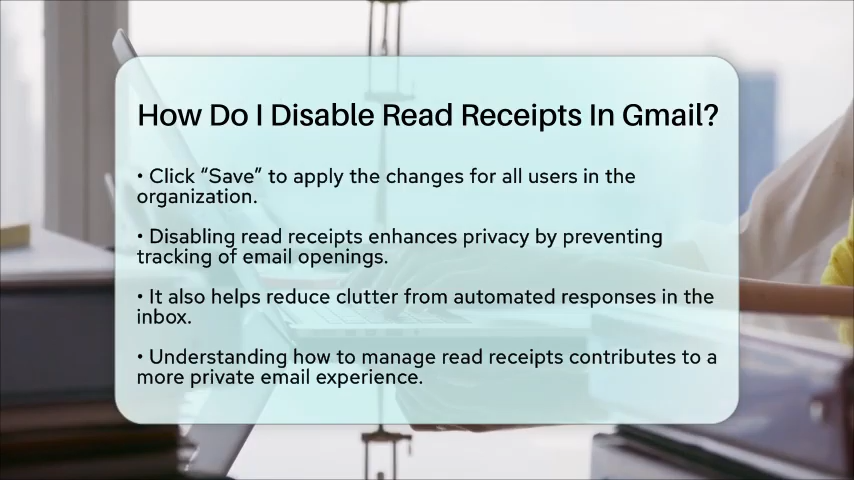 How Do I Disable Read Receipts In Gmail?
• Click “Save” to apply the changes for all users in the
organization.
• Disabling read receipts enhances privacy by preventing
tracking of email openings.
• It also helps reduce clutter from automated responses in the
inbox.
• Understanding how to manage read receipts contributes to a
more private email experience.